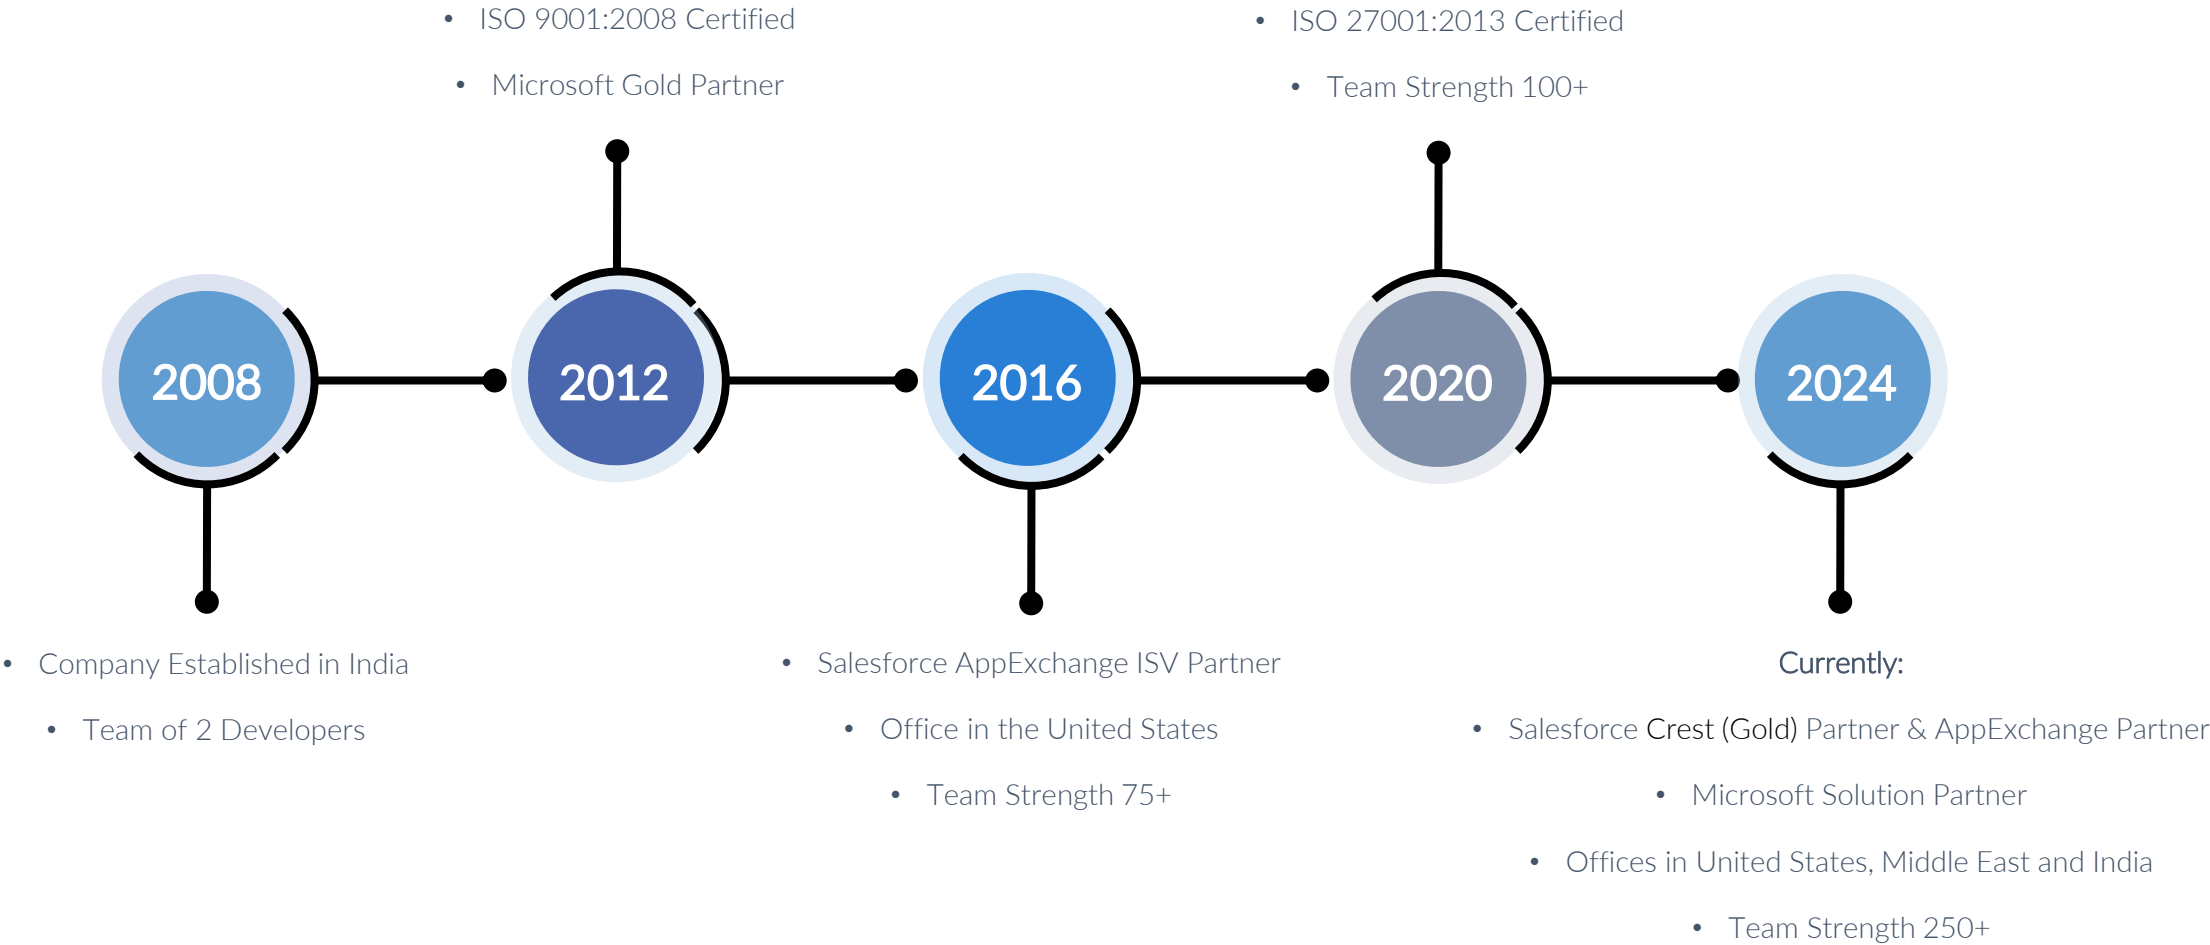 • ISO 9001:2008 Certified
• Microsoft Gold Partner
• ISO 27001:2013 Certified
• Team Strength 100+
2008
2012
2016
2020
2024
• Company Established in India
• Team of 2 Developers
• Salesforce AppExchange ISV Partner
• Office in the United States
• Team Strength 75+
Currently:
• Salesforce Crest (Gold) Partner & AppExchange Partner
• Microsoft Solution Partner
• Offices in United States, Middle East and India
• Team Strength 250+